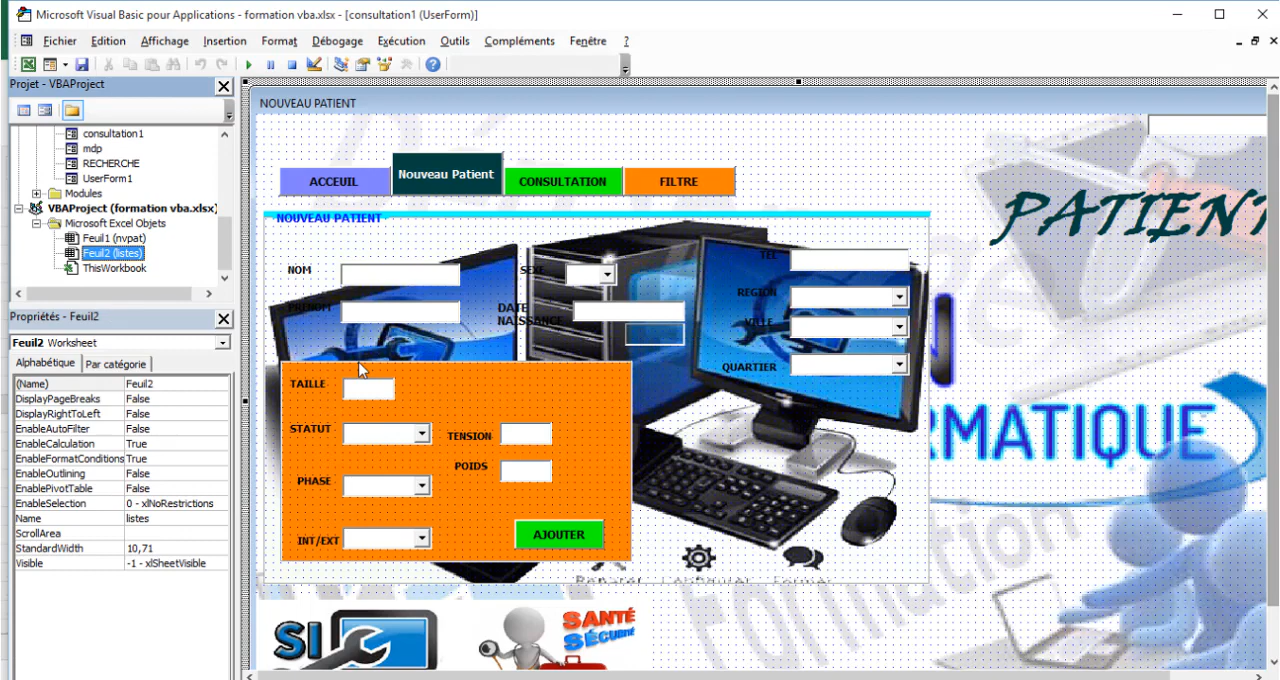 Microsoft Visual Basic pour Applications - formation vba.xlsx - [consultation1 (UserForm)]
Fichier Edition Affichage Insertion Format Débogage Exécution Outils Compléments Fenêtre ?
Projet - VBAProject
consultation1
mdp
RECHERCHE
UserForm1
Modules
VBAProject (formation vba.xlsx)
Microsoft Excel Objets
Feuil1 (nvpat)
Feuil2 (listes)
ThisWorkbook
Propriétés - Feuil2
Feuil2 Worksheet
Alphabétique Par catégorie
(Name) Feuil2
DisplayPageBreaks False
DisplayRightToLeft False
EnableAutoFilter False
EnableCalculation True
EnableFormatConditions True
EnableOutlining False
EnablePivotTable False
EnableSelection 0 - xlNoRestrictions
Name listes
ScrollArea
StandardWidth 10,71
Visible -1 - xlSheetVisible
NOUVEAU PATIENT
ACCEUIL Nouveau Patient CONSULTATION FILTRE
PATIENT
NOUVEAU PATIENT
NOM SEXE TEL
PRENOM DATE NAISSANCE REGION
VILLE
QUARTIER
TAILLE
STATUT TENSION
POIDS
PHASE
INT/EXT AJOUTER
MATIQUE
formation
SI
SANTÉ
SÉCURITÉ